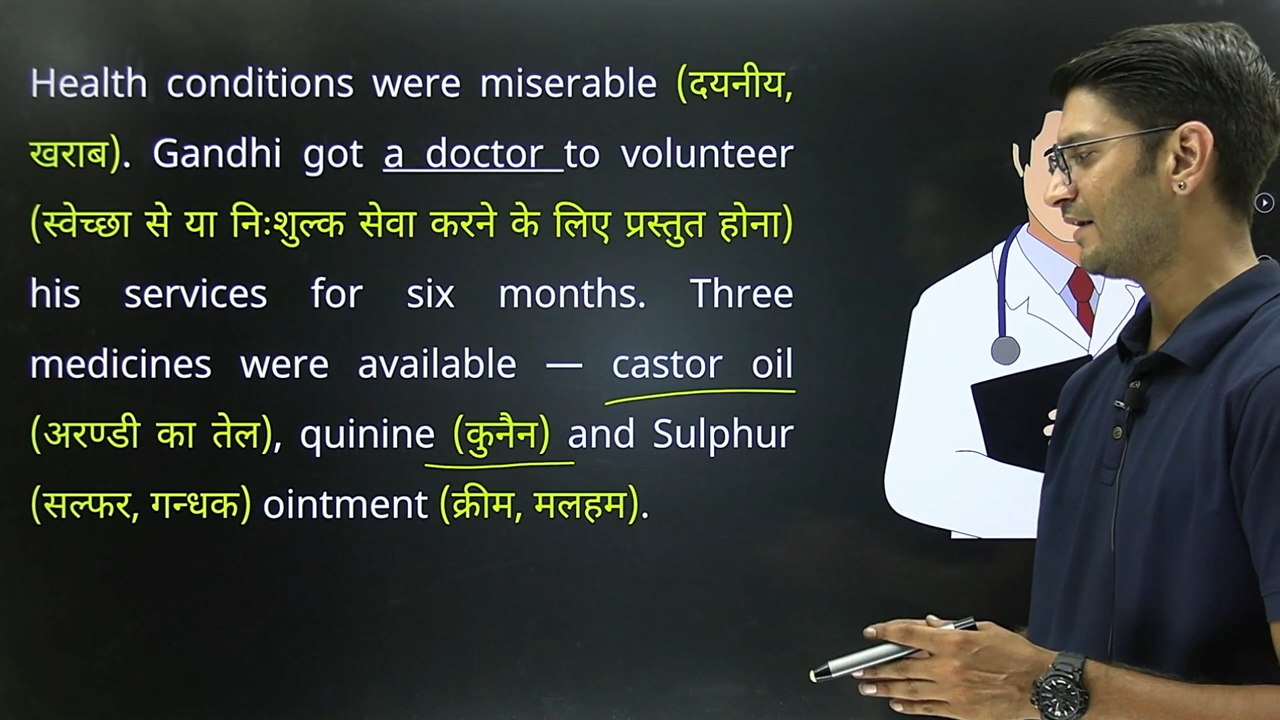 Health conditions were miserable (दयनीय,
खराब). Gandhi got a doctor to volunteer
(स्वेच्छा से या निःशुल्क सेवा करने के लिए प्रस्तुत होना)
his services for six months. Three
medicines were available — castor oil
(अरण्डी का तेल), quinine (कुनैन) and Sulphur
(सल्फर, गन्धक) ointment (क्रीम, मलहम).